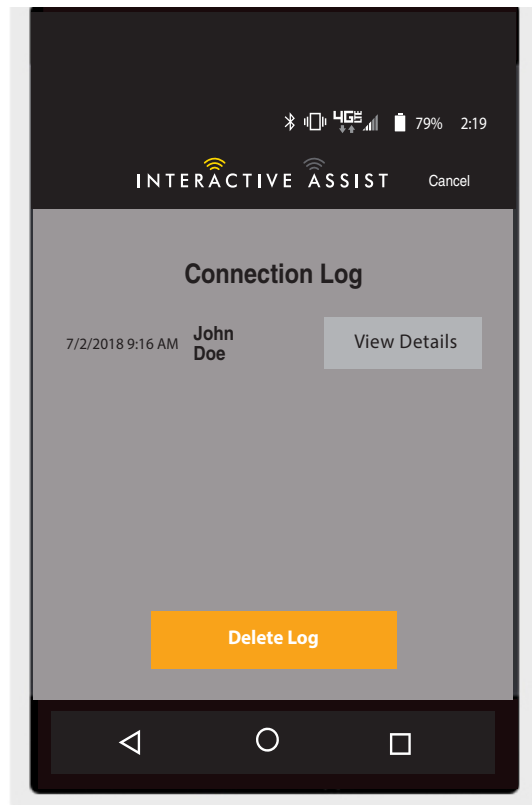 4G 79% 2:19
INTERACTIVE ASSIST Cancel
Connection Log
7/2/2018 9:16 AM John Doe View Details
Delete Log